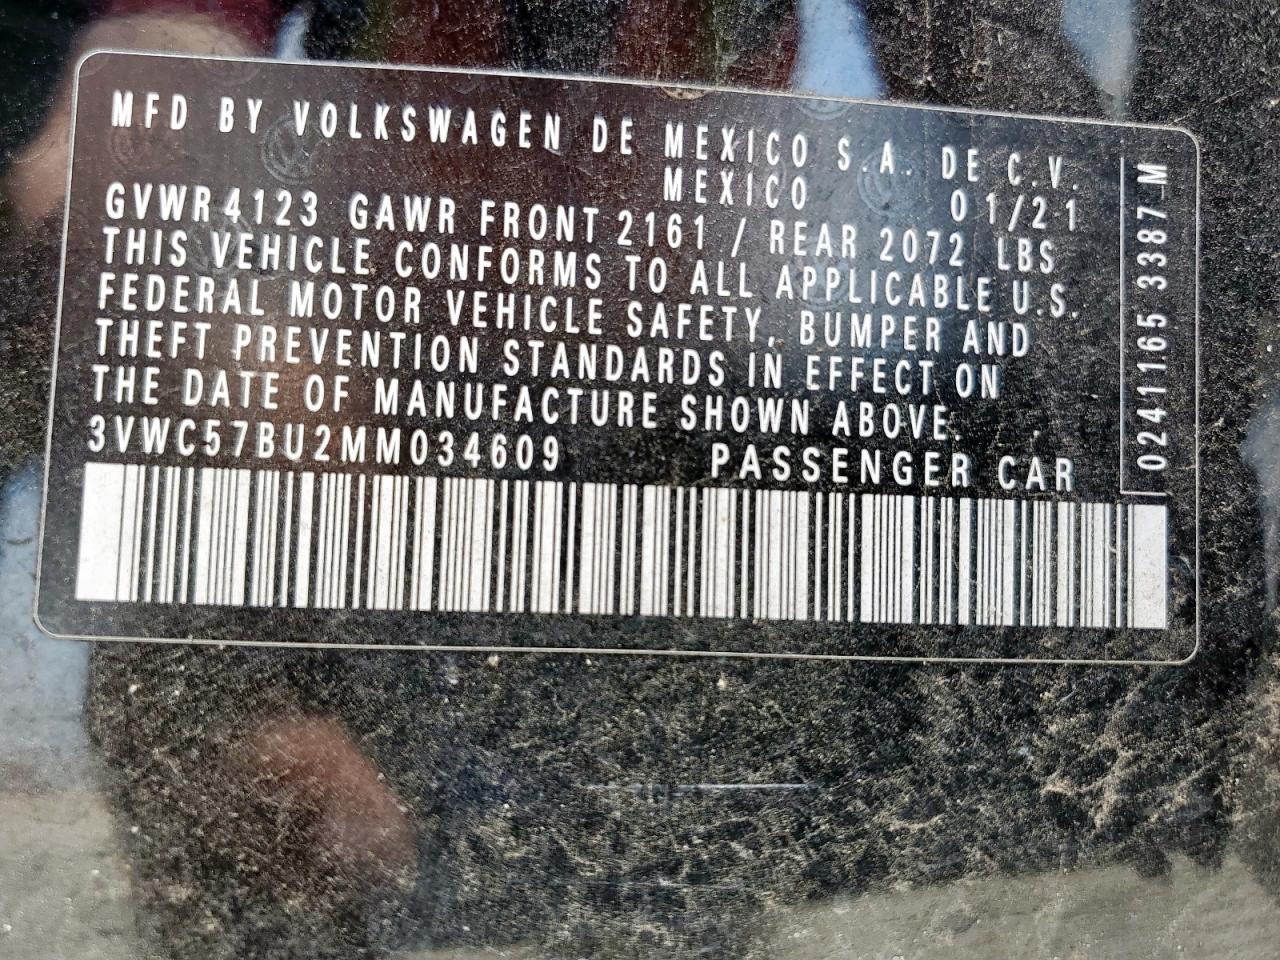 MFD BY VOLKSWAGEN DE MEXICO S.A. DE C.V.
MEXICO 01/21
GVWR 4123 GAWR FRONT 2161 / REAR 2072 LBS
THIS VEHICLE CONFORMS TO ALL APPLICABLE U.S.
FEDERAL MOTOR VEHICLE SAFETY, BUMPER AND
THEFT PREVENTION STANDARDS IN EFFECT ON
THE DATE OF MANUFACTURE SHOWN ABOVE.
3VWC57BU2MM034609 PASSENGER CAR
0241165 3387 M